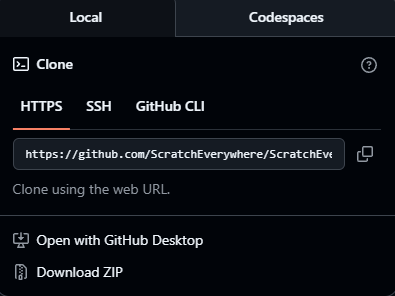 Local
Codespaces
Clone
HTTPS
SSH
GitHub CLI
https://github.com/ScratchEverywhere/ScratchEve
Clone using the web URL.
Open with GitHub Desktop
Download ZIP